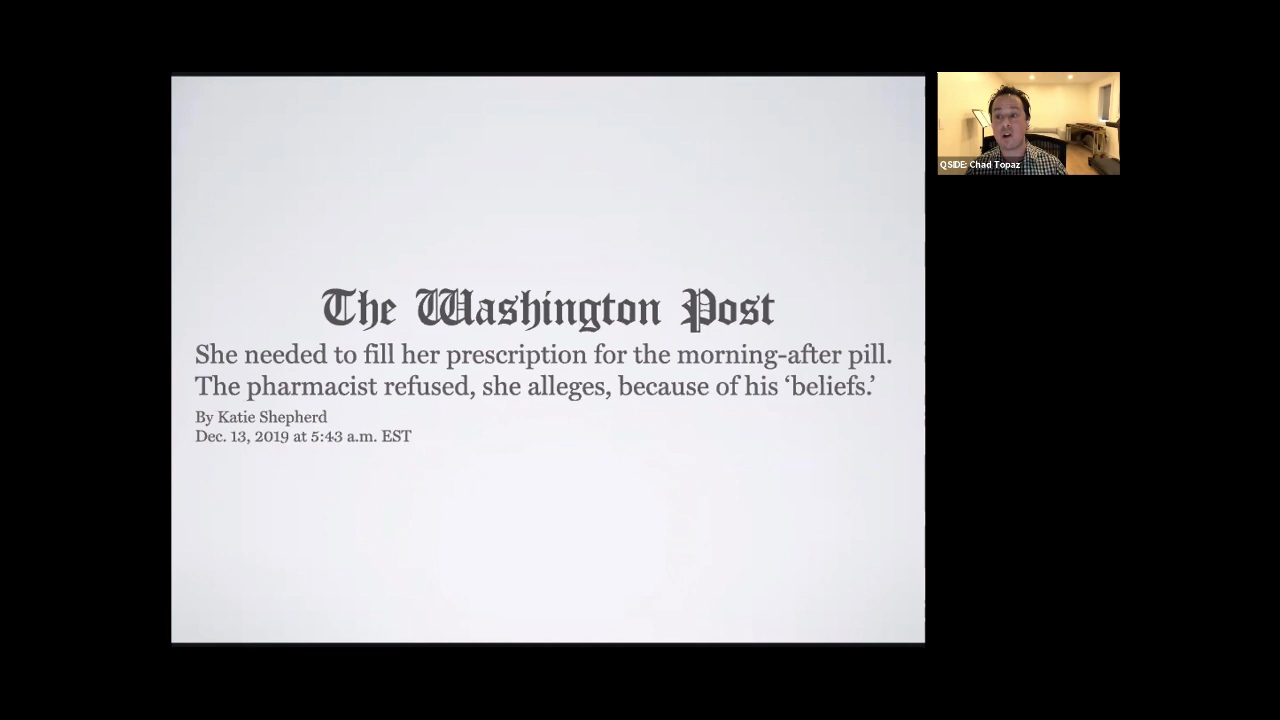 The Washington Post
She needed to fill her prescription for the morning-after pill.
The pharmacist refused, she alleges, because of his ‘beliefs.’
By Katie Shepherd
Dec. 13, 2019 at 5:43 a.m. EST
QSIDE: Chad Topaz